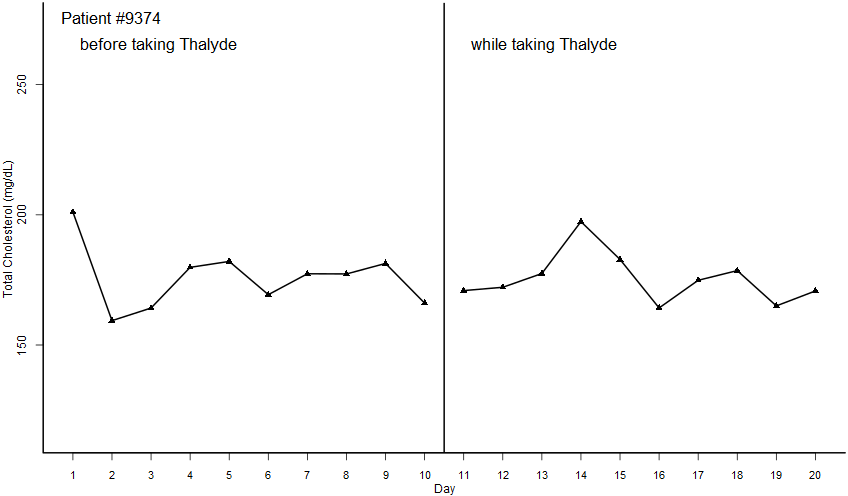 Patient #9374
before taking Thalyde
while taking Thalyde
Total Cholesterol (mg/dL)
250
200
150
1 2 3 4 5 6 7 8 9 10 11 12 13 14 15 16 17 18 19 20
Day